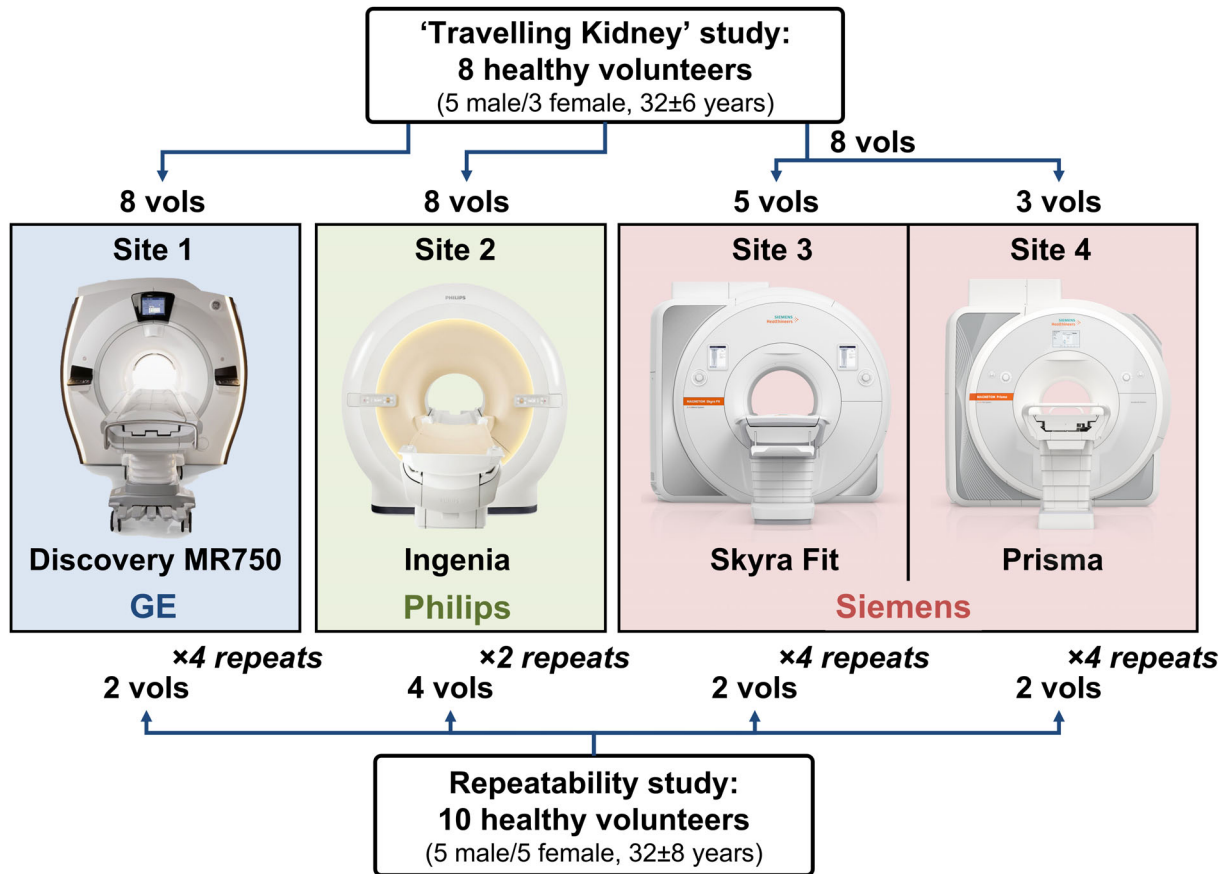 ‘Travelling Kidney’ study:
8 healthy volunteers
(5 male/3 female, 32±6 years)
8 vols
8 vols
8 vols
5 vols
3 vols
Site 1
Site 2
Site 3
Site 4
PHILIPS
SIEMENS
Healthineers
SIEMENS
Healthineers
Discovery MR750
Ingenia
Skyra Fit
Prisma
GE
Philips
Siemens
×4 repeats
×2 repeats
×4 repeats
×4 repeats
2 vols
4 vols
2 vols
2 vols
Repeatability study:
10 healthy volunteers
(5 male/5 female, 32±8 years)